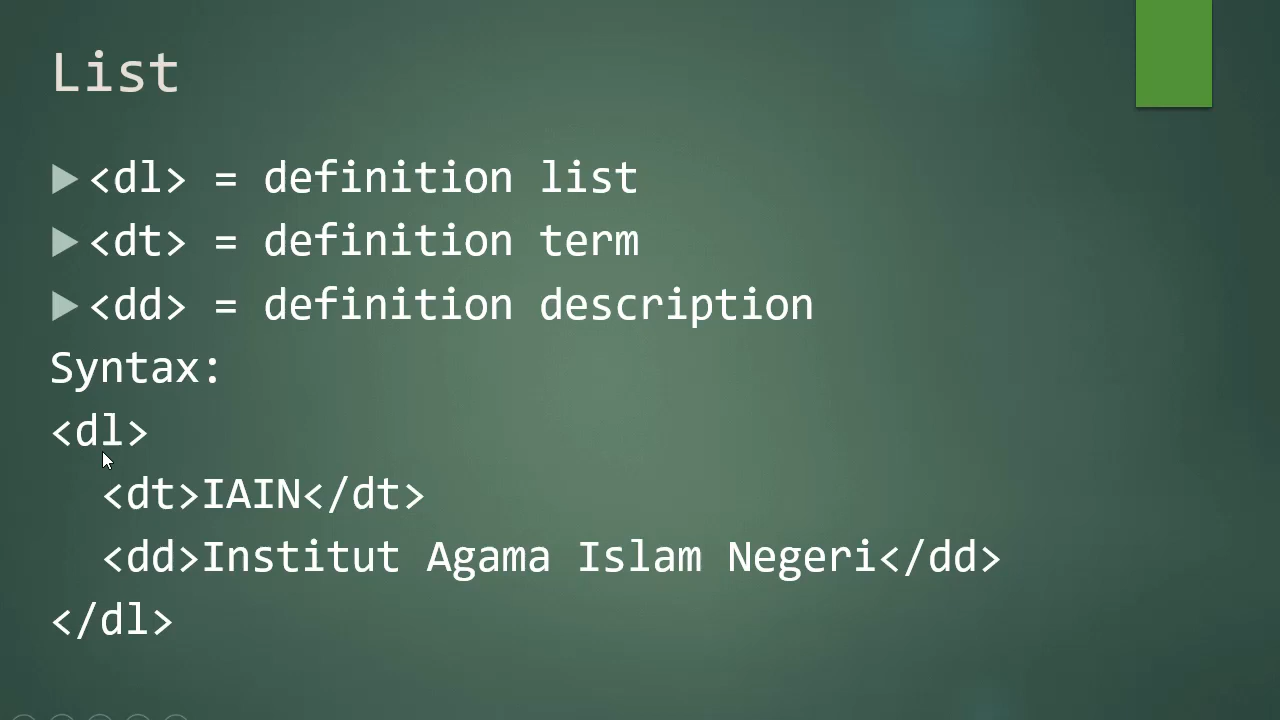 List
<dl> = definition list
<dt> = definition term
<dd> = definition description
Syntax:
<dl>
<dt>IAIN</dt>
<dd>Institut Agama Islam Negeri</dd>
</dl>